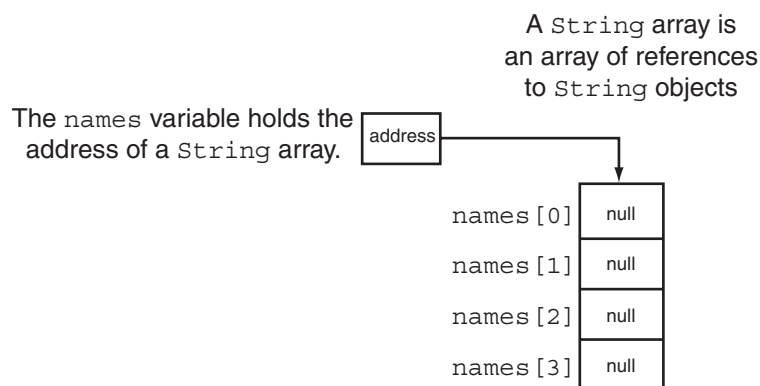 A String array is
an array of references
to String objects
The names variable holds the
address of a String array.
address
names[0] null
names[1] null
names[2] null
names[3] null